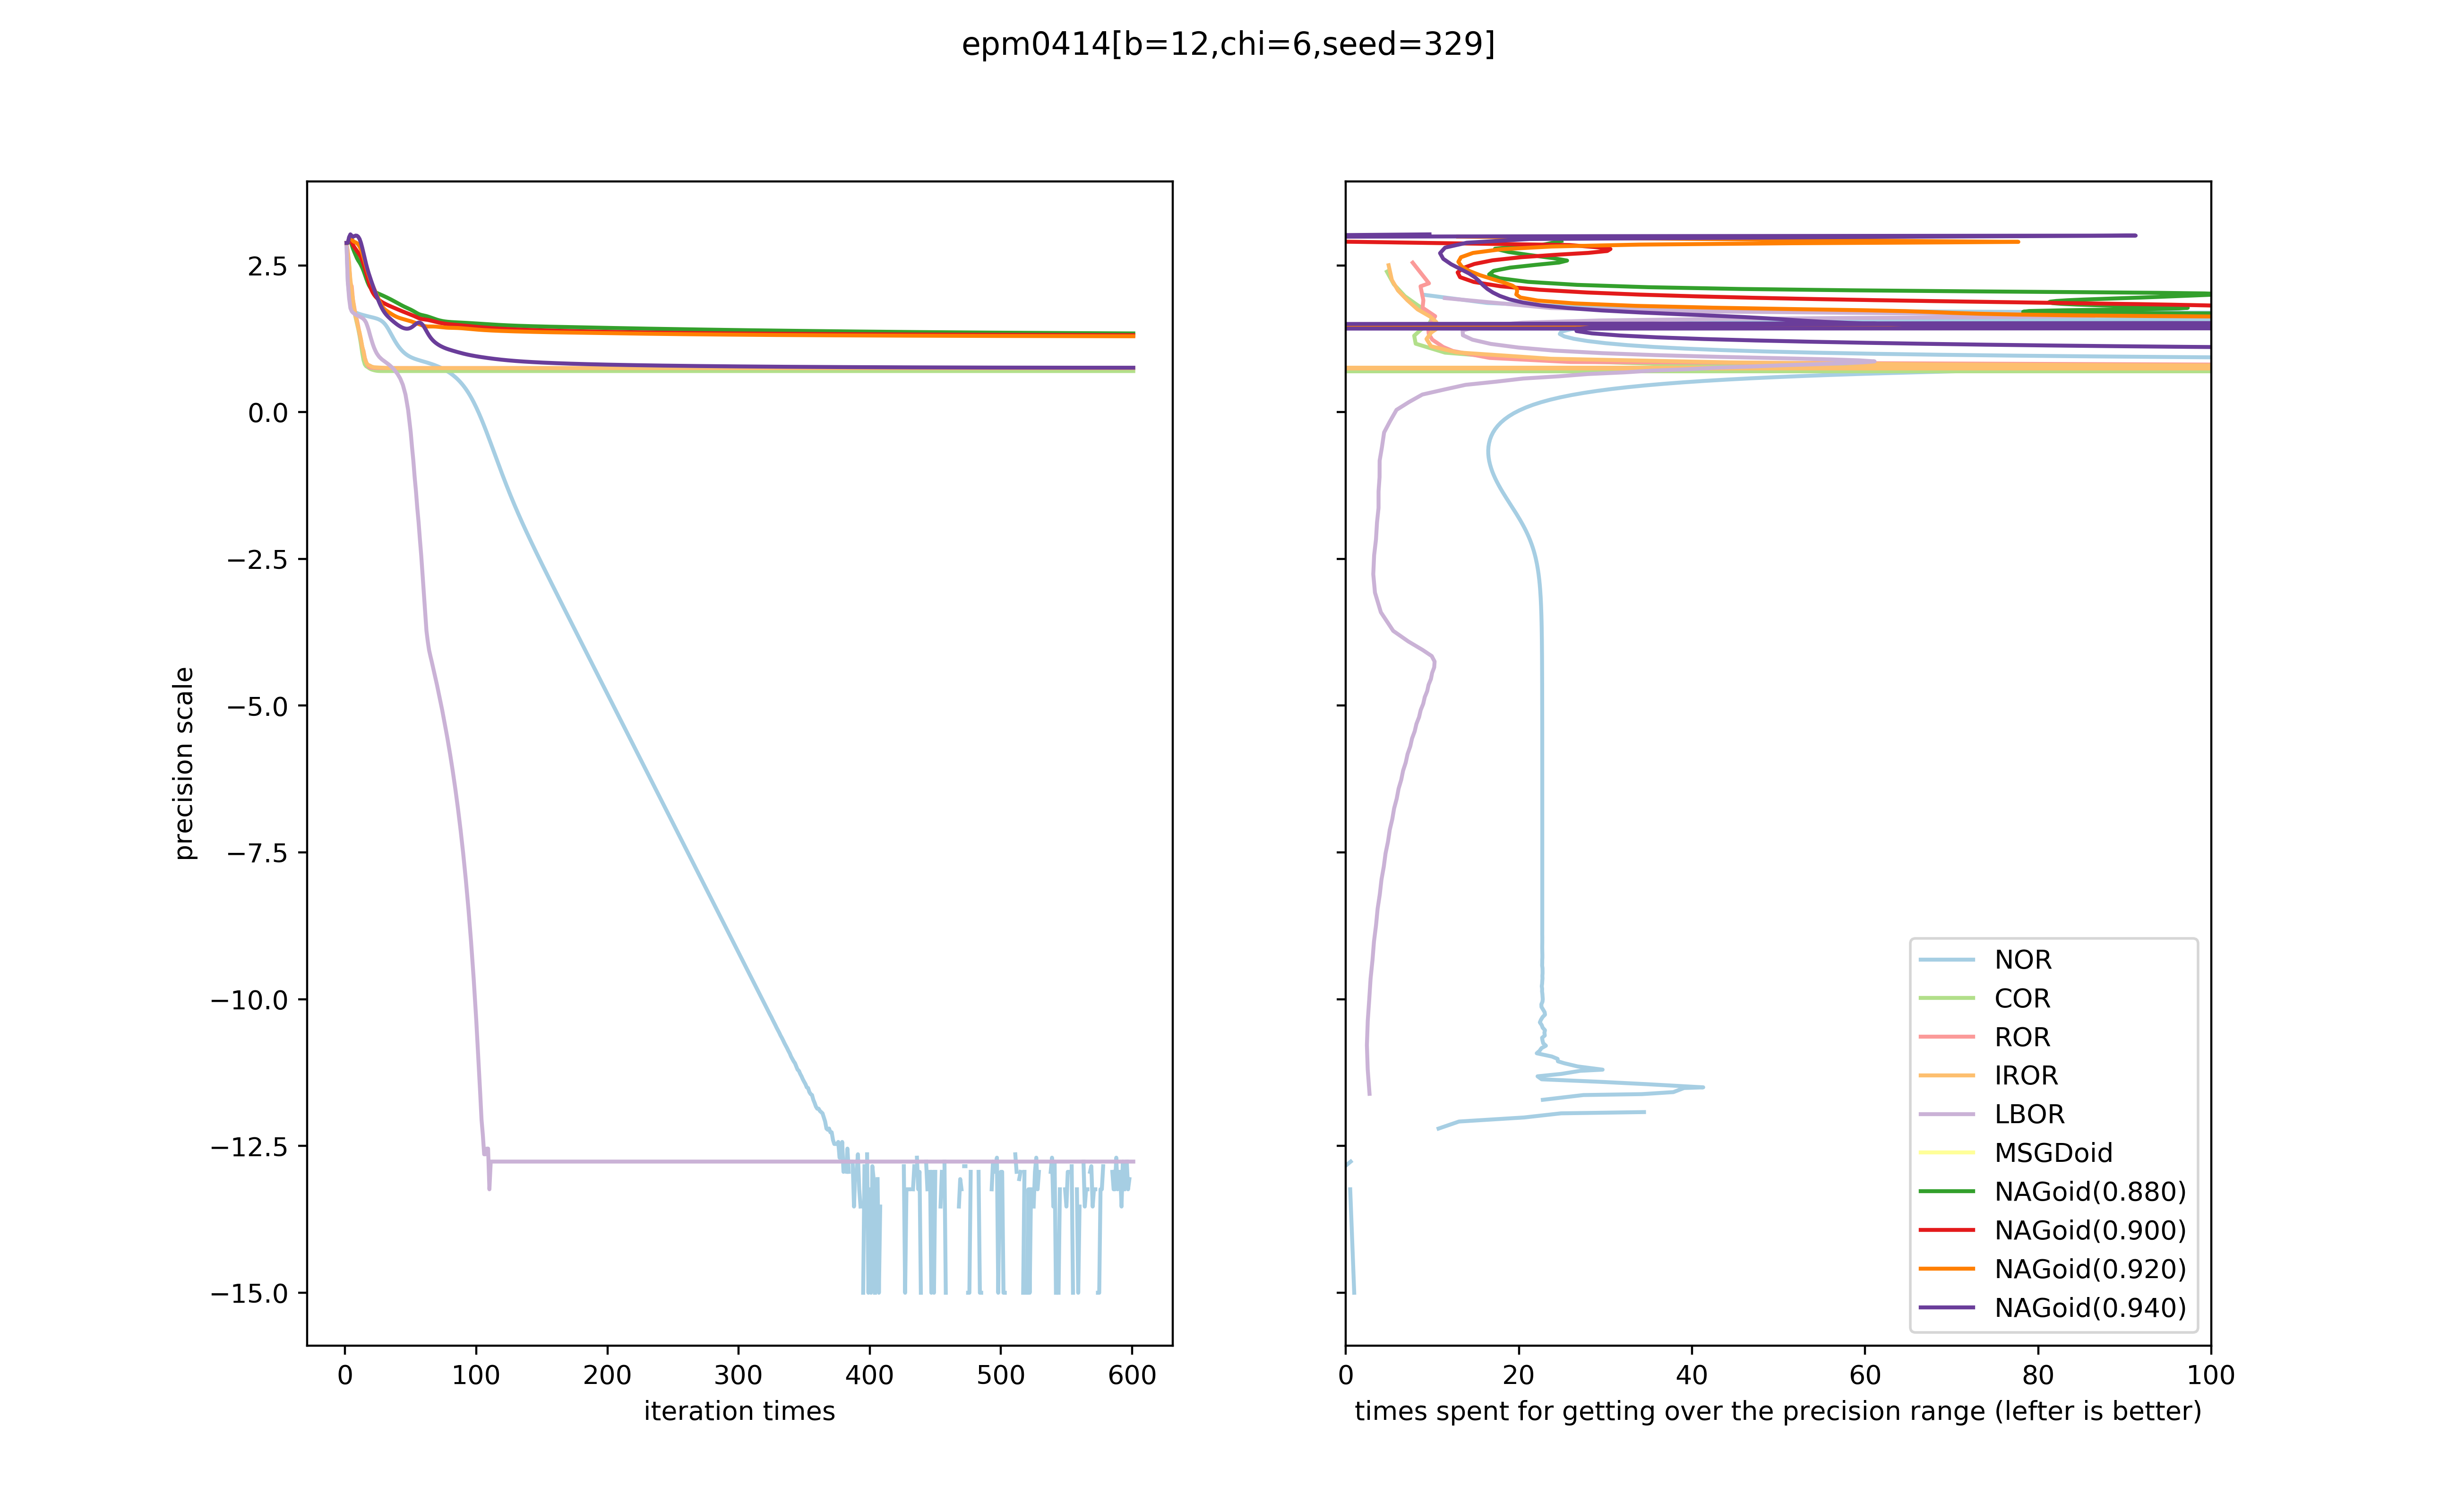 epm0414[b=12,chi=6,seed=329]
precision scale
2.5
0.0
−2.5
−5.0
−7.5
−10.0
−12.5
−15.0
0 100 200 300 400 500 600
iteration times
0 20 40 60 80 100
times spent for getting over the precision range (lefter is better)
NOR
COR
ROR
IROR
LBOR
MSGDoid
NAGoid(0.880)
NAGoid(0.900)
NAGoid(0.920)
NAGoid(0.940)